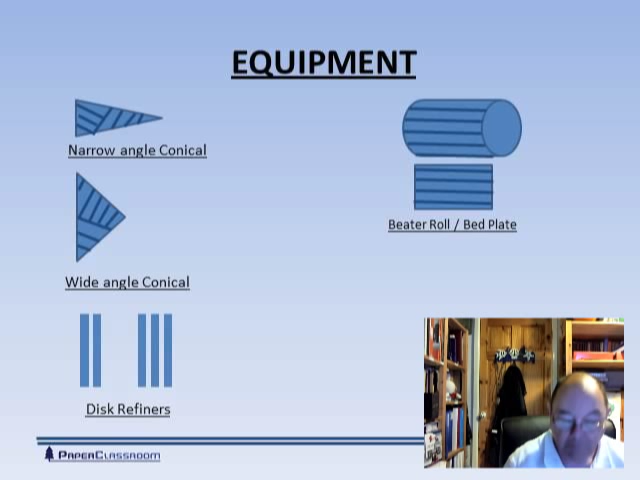 EQUIPMENT
Narrow angle Conical
Beater Roll / Bed Plate
Wide angle Conical
Disk Refiners
PAPERCLASSROOM